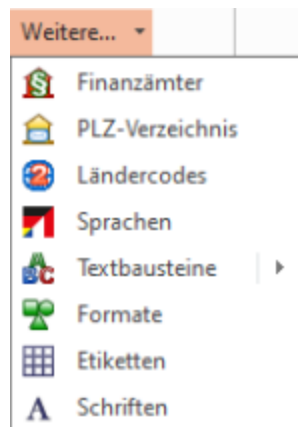 Weitere...
Finanzämter
PLZ-Verzeichnis
Ländercodes
Sprachen
Textbausteine
Formate
Etiketten
Schriften